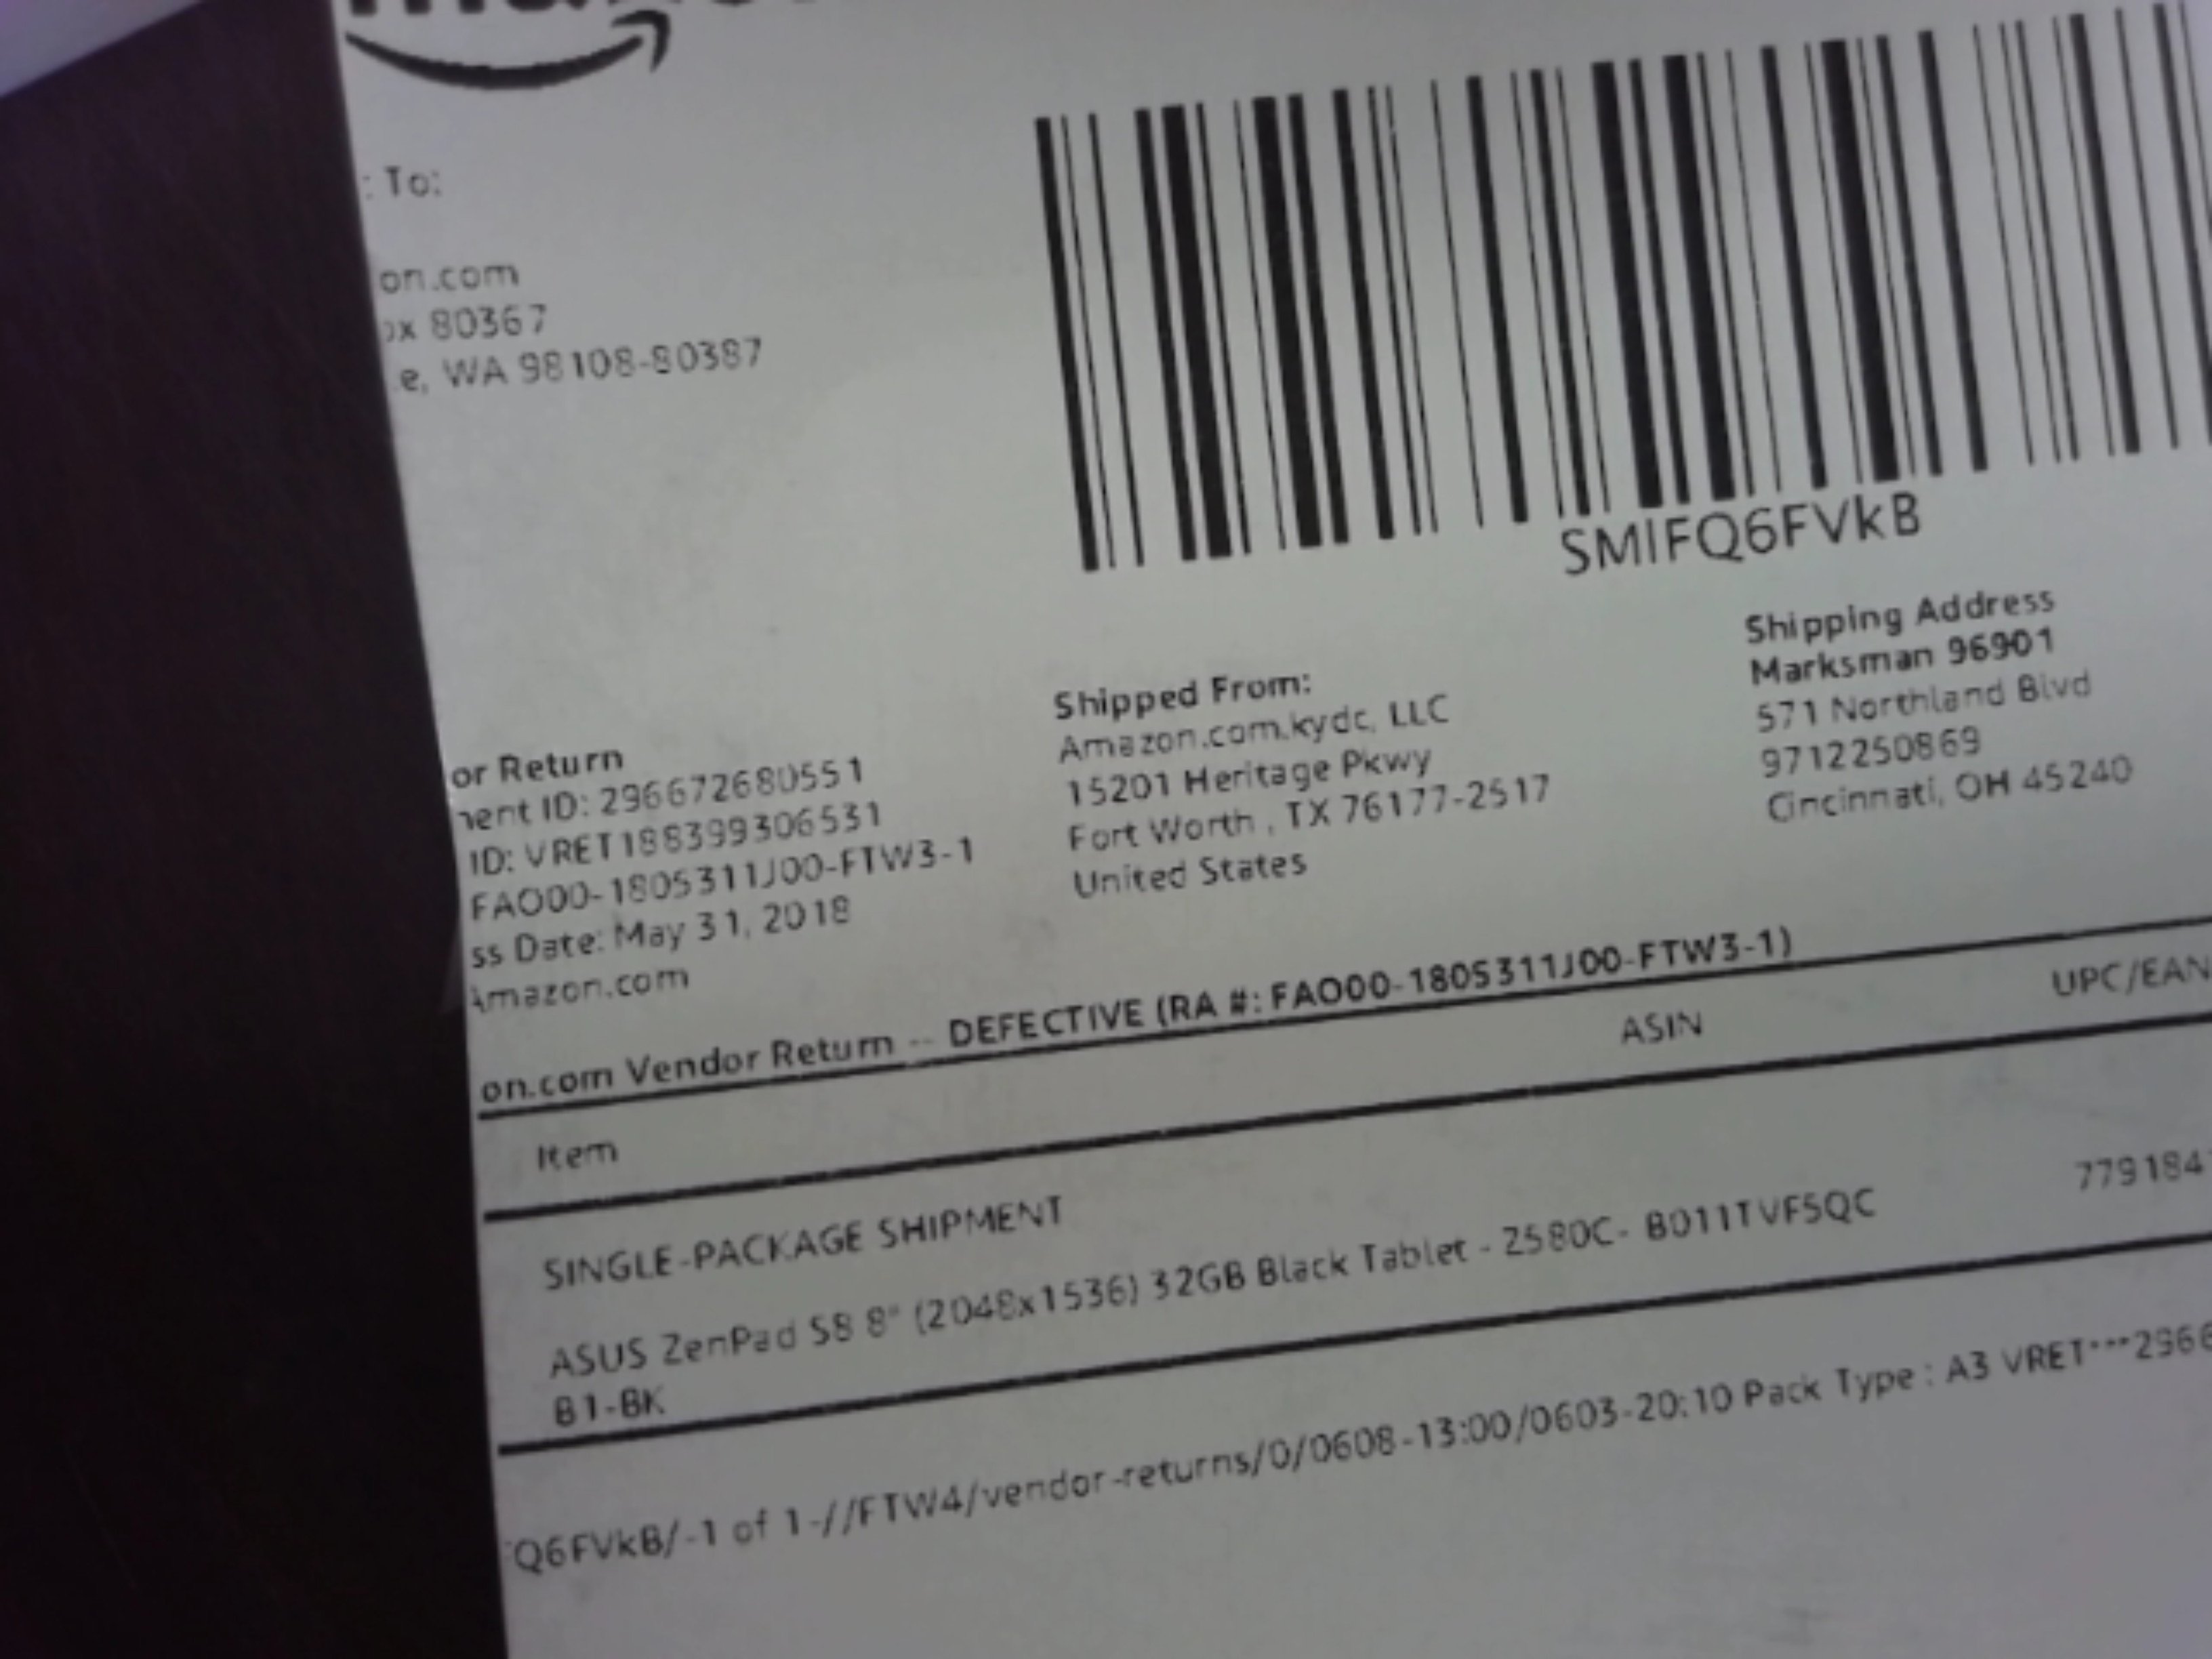 : To:
on.com
ox 80367
e, WA 98108-80387
SMIFQ6FVkB
or Return
nent ID: 296672680551
ID: VRET188399306531
FAO00-1805311J00-FTW3-1
ss Date: May 31, 2018
Amazon.com
Shipped From:
Amazon.com.kydc, LLC
15201 Heritage Pkwy
Fort Worth , TX 76177-2517
United States
Shipping Address
Marksman 96901
571 Northland Blvd
9712250869
Cincinnati, OH 45240
on.com Vendor Return -- DEFECTIVE (RA #: FAO00-1805311J00-FTW3-1)
Item ASIN UPC/EAN
SINGLE-PACKAGE SHIPMENT
ASUS ZenPad S8 8" (2048x1536) 32GB Black Tablet - Z580C- B011TVF5QC 779184
B1-BK
Q6FVkB/-1 of 1-//FTW4/vendor-returns/0/0608-13:00/0603-20:10 Pack Type : A3 VRET***2966